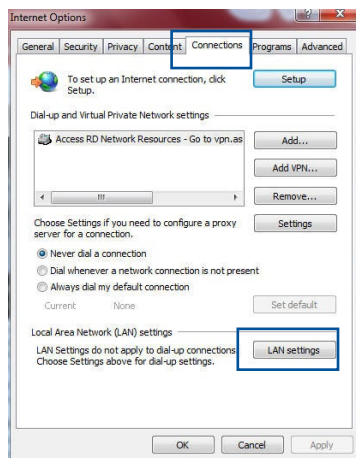 Internet Options
General Security Privacy Content Connections Programs Advanced
To set up an Internet connection, click Setup.
Setup
Dial-up and Virtual Private Network settings
Access RD Network Resources - Go to vpn.as
Add...
Add VPN...
Remove...
Choose Settings if you need to configure a proxy
server for a connection.
Settings
Never dial a connection
Dial whenever a network connection is not present
Always dial my default connection
Current None
Set default
Local Area Network (LAN) settings
LAN Settings do not apply to dial-up connections
Choose Settings above for dial-up settings.
LAN settings
OK Cancel Apply